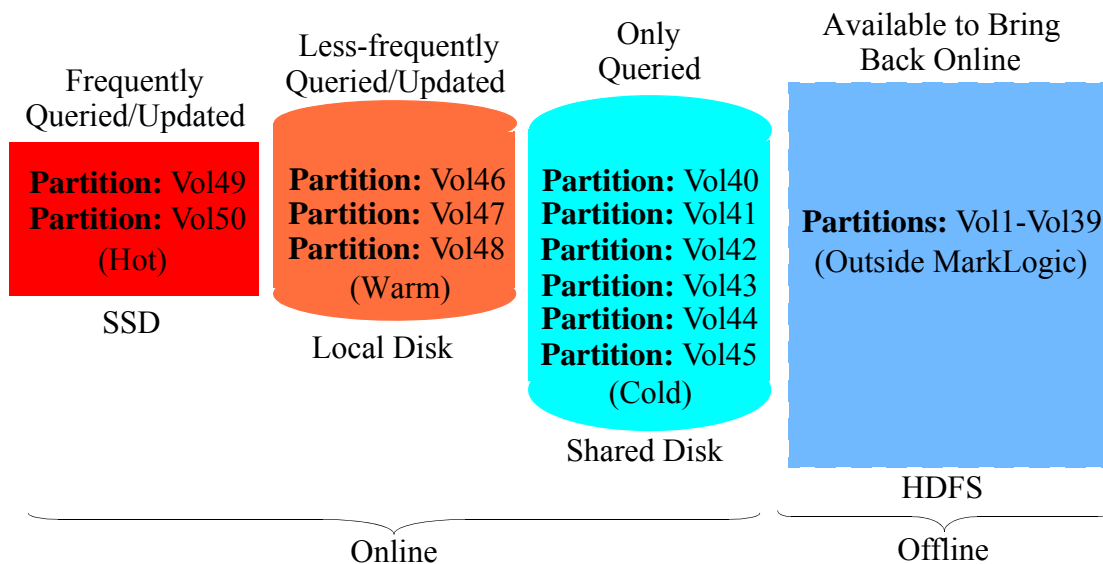 Frequently
Queried/Updated
Partition: Vol49
Partition: Vol50
(Hot)
SSD
Less-frequently
Queried/Updated
Partition: Vol46
Partition: Vol47
Partition: Vol48
(Warm)
Local Disk
Only
Queried
Partition: Vol40
Partition: Vol41
Partition: Vol42
Partition: Vol43
Partition: Vol44
Partition: Vol45
(Cold)
Shared Disk
Available to Bring
Back Online
Partitions: Vol1-Vol39
(Outside MarkLogic)
HDFS
Online
Offline